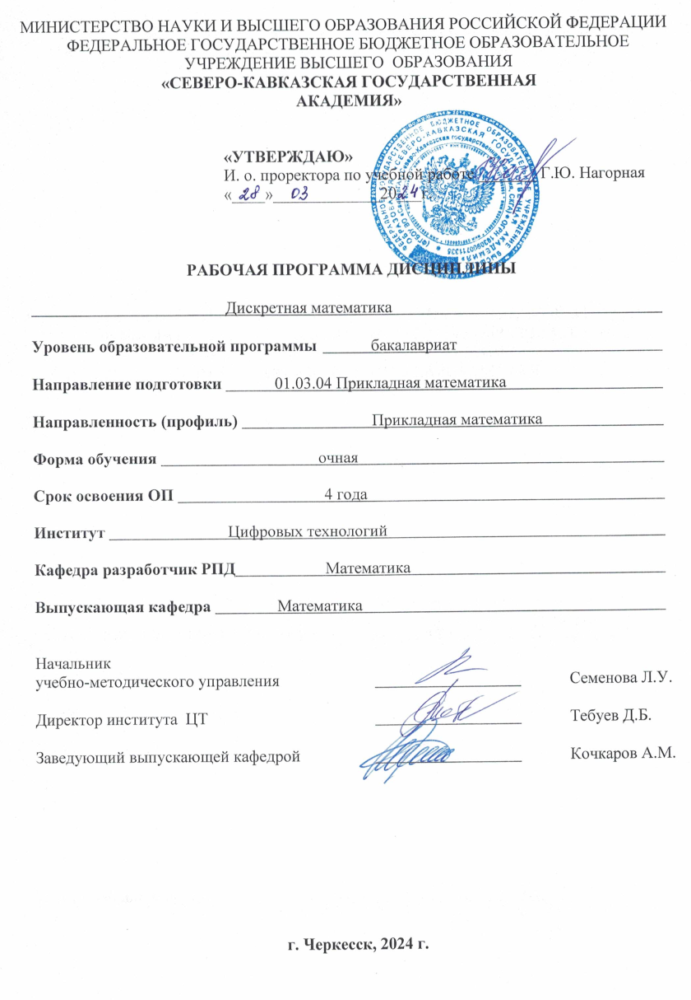 МИНИСТЕРСТВО НАУКИ И ВЫСШЕГО ОБРАЗОВАНИЯ РОССИЙСКОЙ ФЕДЕРАЦИИ
ФЕДЕРАЛЬНОЕ ГОСУДАРСТВЕННОЕ БЮДЖЕТНОЕ ОБРАЗОВАТЕЛЬНОЕ
УЧРЕЖДЕНИЕ ВЫСШЕГО ОБРАЗОВАНИЯ
«СЕВЕРО-КАВКАЗСКАЯ ГОСУДАРСТВЕННАЯ
АКАДЕМИЯ»
«УТВЕРЖДАЮ»
И. о. проректора по учебной работе Г.Ю. Нагорная
« 28 » 03 2024 г.
РАБОЧАЯ ПРОГРАММА ДИСЦИПЛИНЫ
Дискретная математика
Уровень образовательной программы бакалавриат
Направление подготовки 01.03.04 Прикладная математика
Направленность (профиль) Прикладная математика
Форма обучения очная
Срок освоения ОП 4 года
Институт Цифровых технологий
Кафедра разработчик РПД Математика
Выпускающая кафедра Математика
Начальник
учебно-методического управления Семенова Л.У.
Директор института ЦТ Тебуев Д.Б.
Заведующий выпускающей кафедрой Кочкаров А.М.
г. Черкесск, 2024 г.